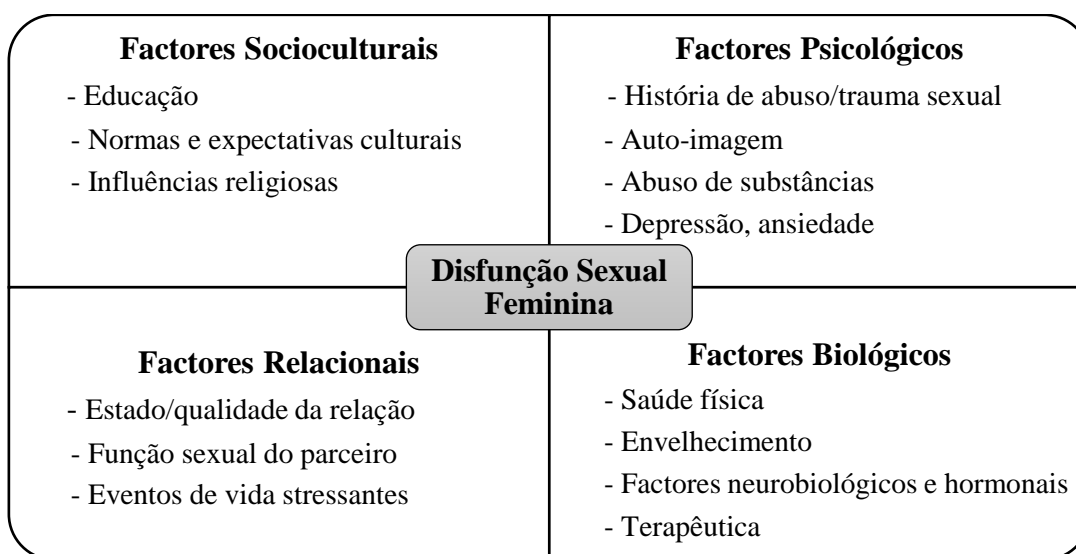 Factores Socioculturais
- Educação
- Normas e expectativas culturais
- Influências religiosas
Factores Psicológicos
- História de abuso/trauma sexual
- Auto-imagem
- Abuso de substâncias
- Depressão, ansiedade
Disfunção Sexual
Feminina
Factores Relacionais
- Estado/qualidade da relação
- Função sexual do parceiro
- Eventos de vida stressantes
Factores Biológicos
- Saúde física
- Envelhecimento
- Factores neurobiológicos e hormonais
- Terapêutica